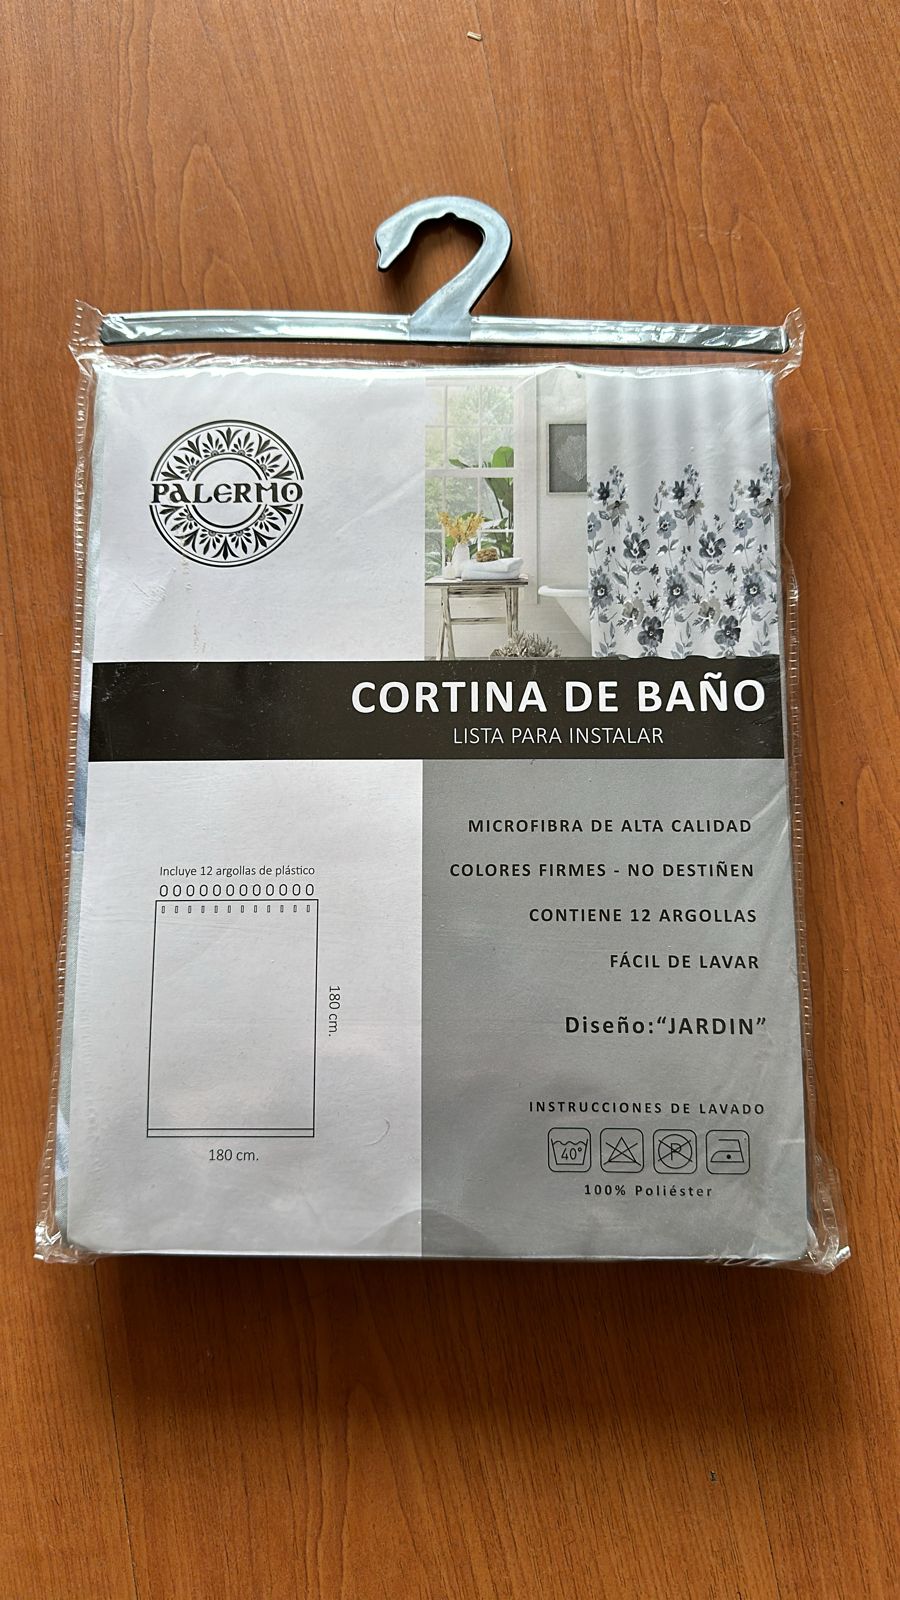 PALERMO
CORTINA DE BAÑO
LISTA PARA INSTALAR
Incluye 12 argollas de plástico
180 cm.
180 cm.
MICROFIBRA DE ALTA CALIDAD
COLORES FIRMES - NO DESTIÑEN
CONTIENE 12 ARGOLLAS
FÁCIL DE LAVAR
Diseño:“JARDIN”
INSTRUCCIONES DE LAVADO
40° P
100% Poliéster